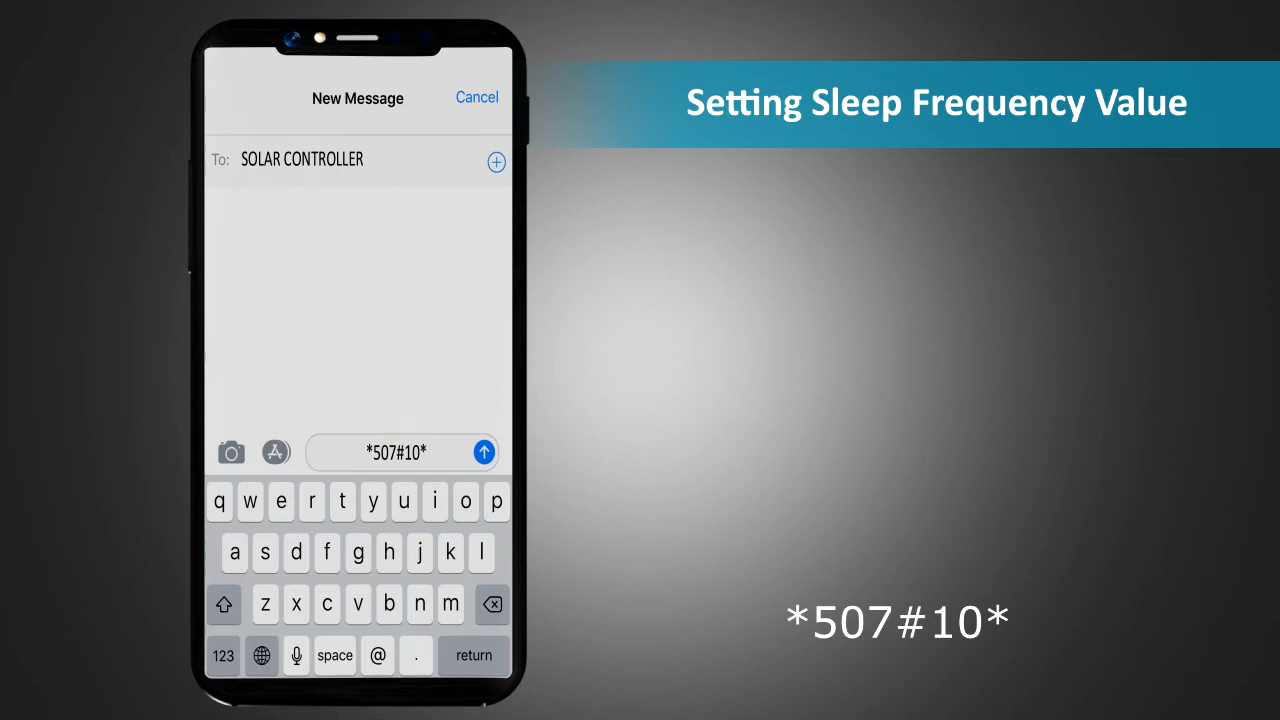 New Message
Cancel
Setting Sleep Frequency Value
To: SOLAR CONTROLLER
*507#10*
q w e r t y u i o p
a s d f g h j k l
z x c v b n m
123 space @ . return
*507#10*